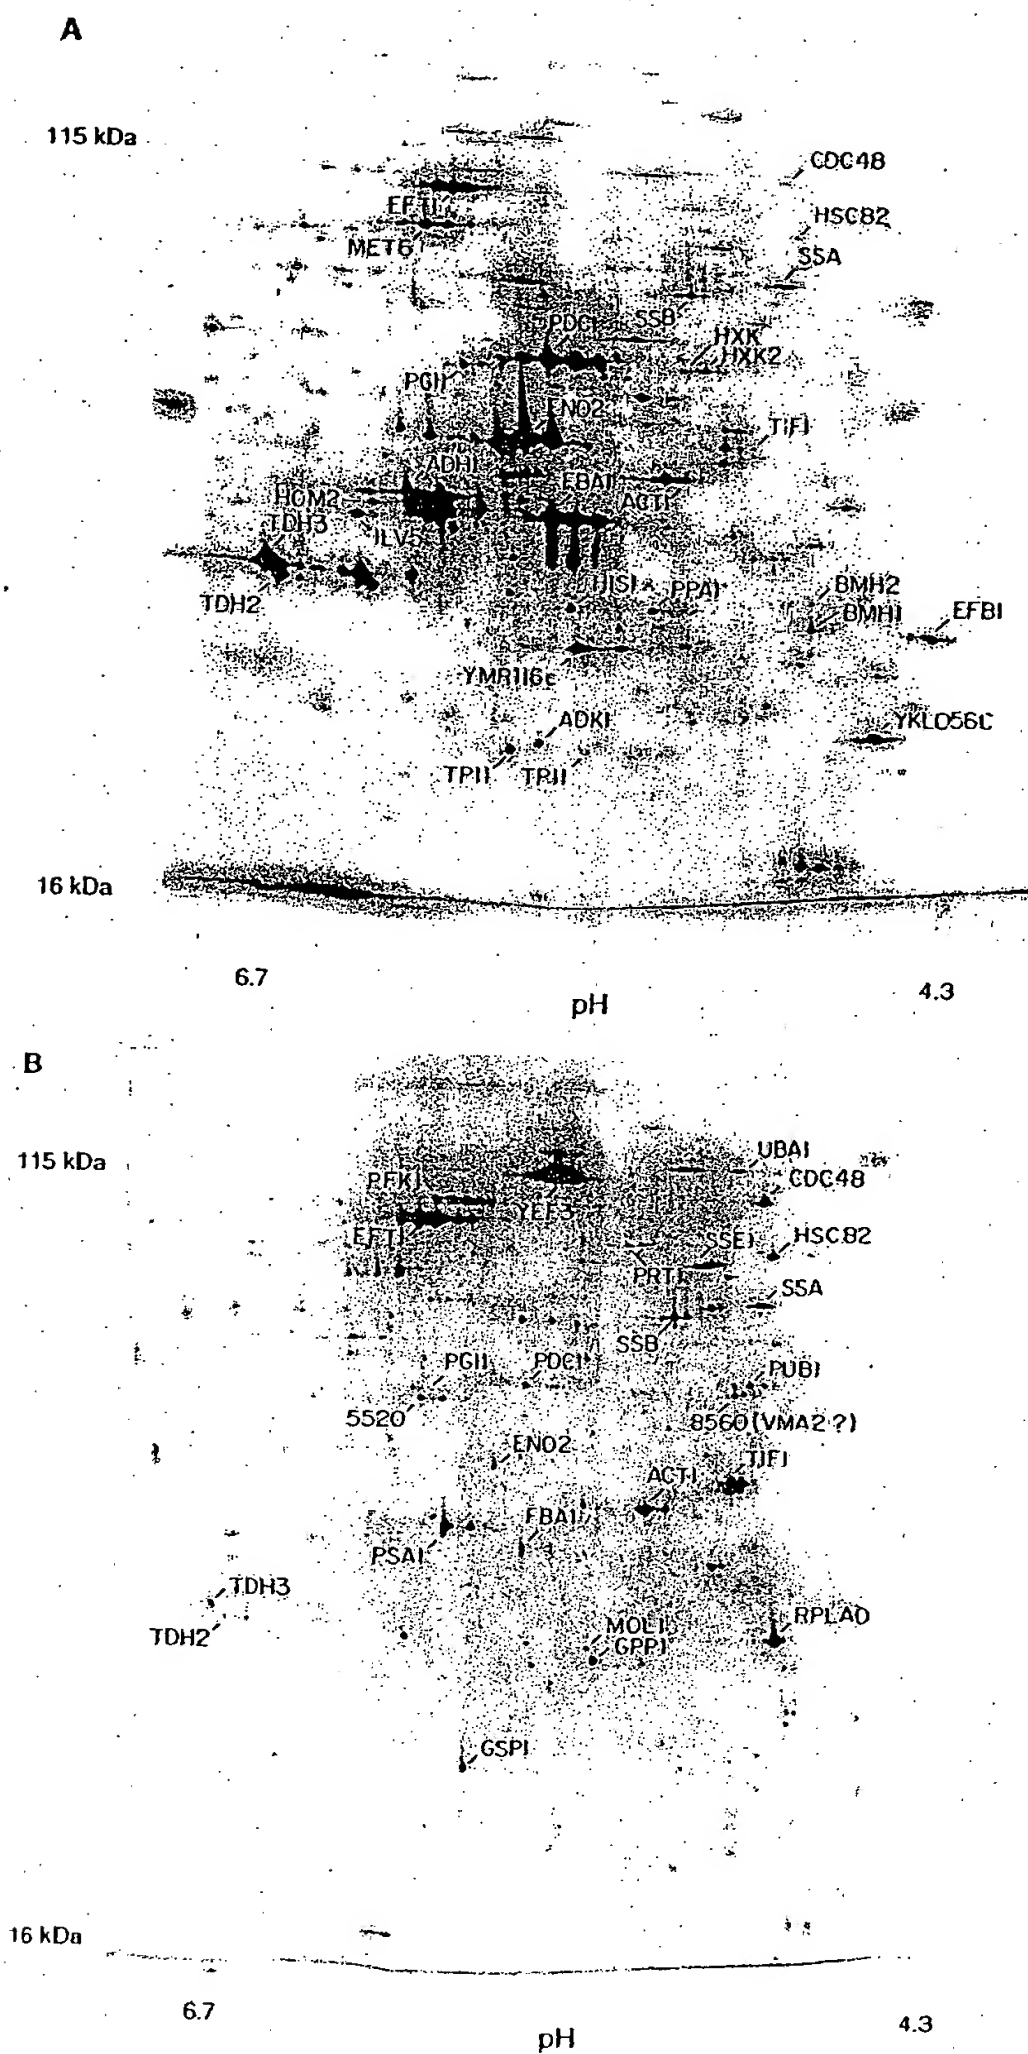 A
115 kDa
CDC48
EFT1
HSC82
MET6
SSA
PDC1
SSB
HXK
HXK2
PGI1
ENO2
TIF1
ADH1
FBA1
HOM2
ACT1
TDH3
ILV5
HIS1
PPA1
BMH2
TDH2
BMH1
EFB1
YMR116c
ADK1
YKL056C
TPI1
TPI1
16 kDa
6.7
pH
4.3
B
115 kDa
UBA1
PFK1
CDC48
YEF3
EFT1
SSE1
HSC82
PRT1
SSA
SSB
PGI1
PDC1
PUB1
5520
8560 (VMA2 ?)
ENO2
TIF1
ACT1
FBA1
PSA1
TDH3
RPLA0
TDH2
MOL1
GPP1
GSP1
16 kDa
6.7
pH
4.3